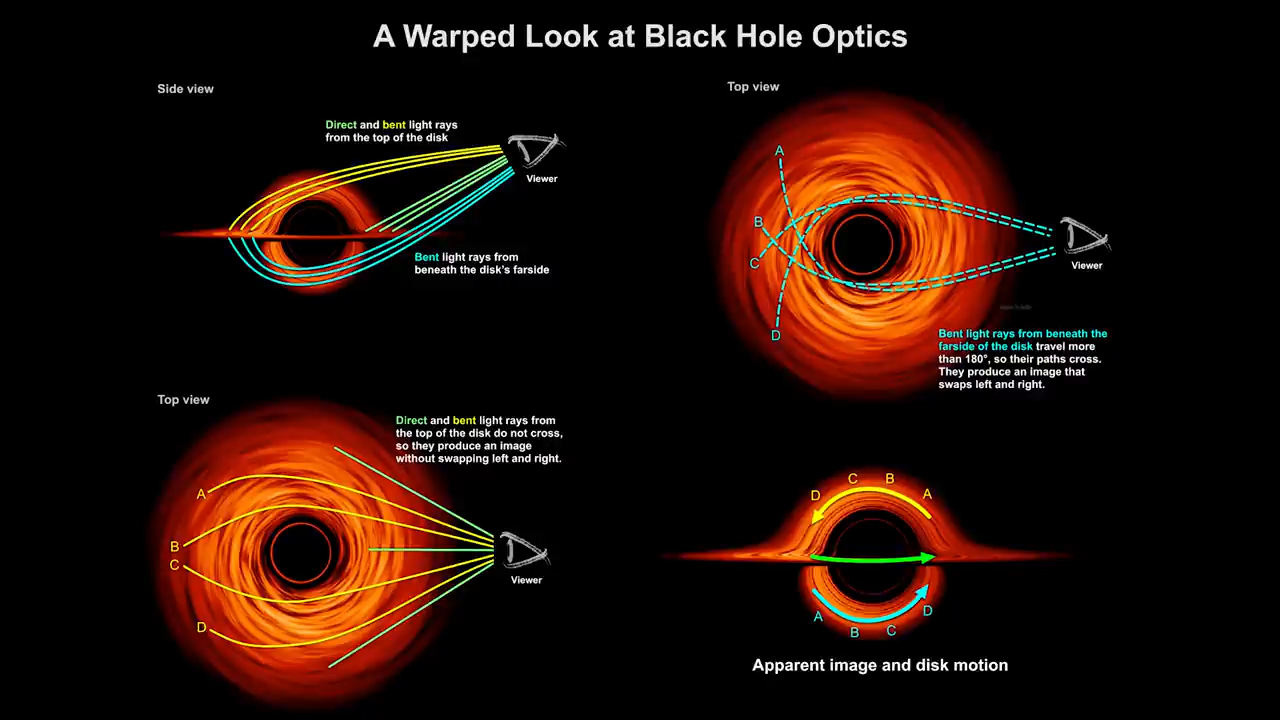 A Warped Look at Black Hole Optics
Side view
Direct and bent light rays
from the top of the disk
Viewer
Bent light rays from
beneath the disk's farside
Top view
A
B
C
D
Viewer
Bent light rays from beneath the
farside of the disk travel more
than 180°, so their paths cross.
They produce an image that
swaps left and right.
Top view
Direct and bent light rays from
the top of the disk do not cross,
so they produce an image
without swapping left and right.
A
B
C
D
Viewer
D
C
B
A
A
B
C
D
Apparent image and disk motion